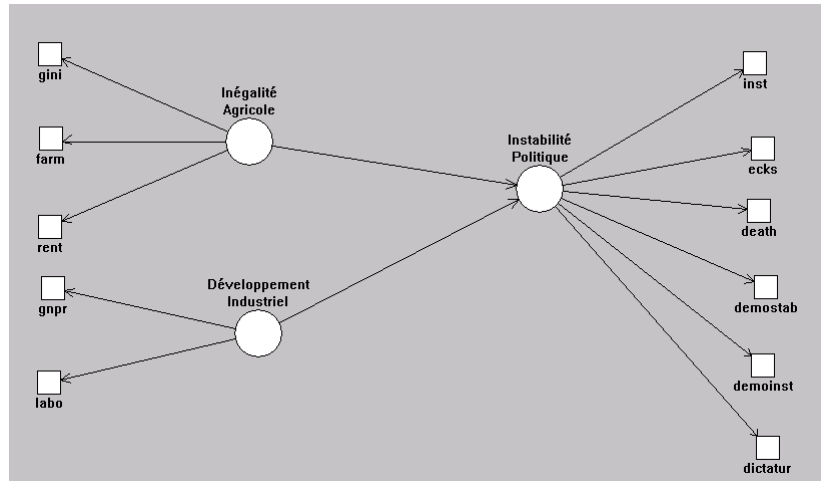 gini
Inégalité
Agricole
farm
rent
Développement
Industriel
gnpr
labo
Instabilité
Politique
inst
ecks
death
demostab
demoinst
dictatur